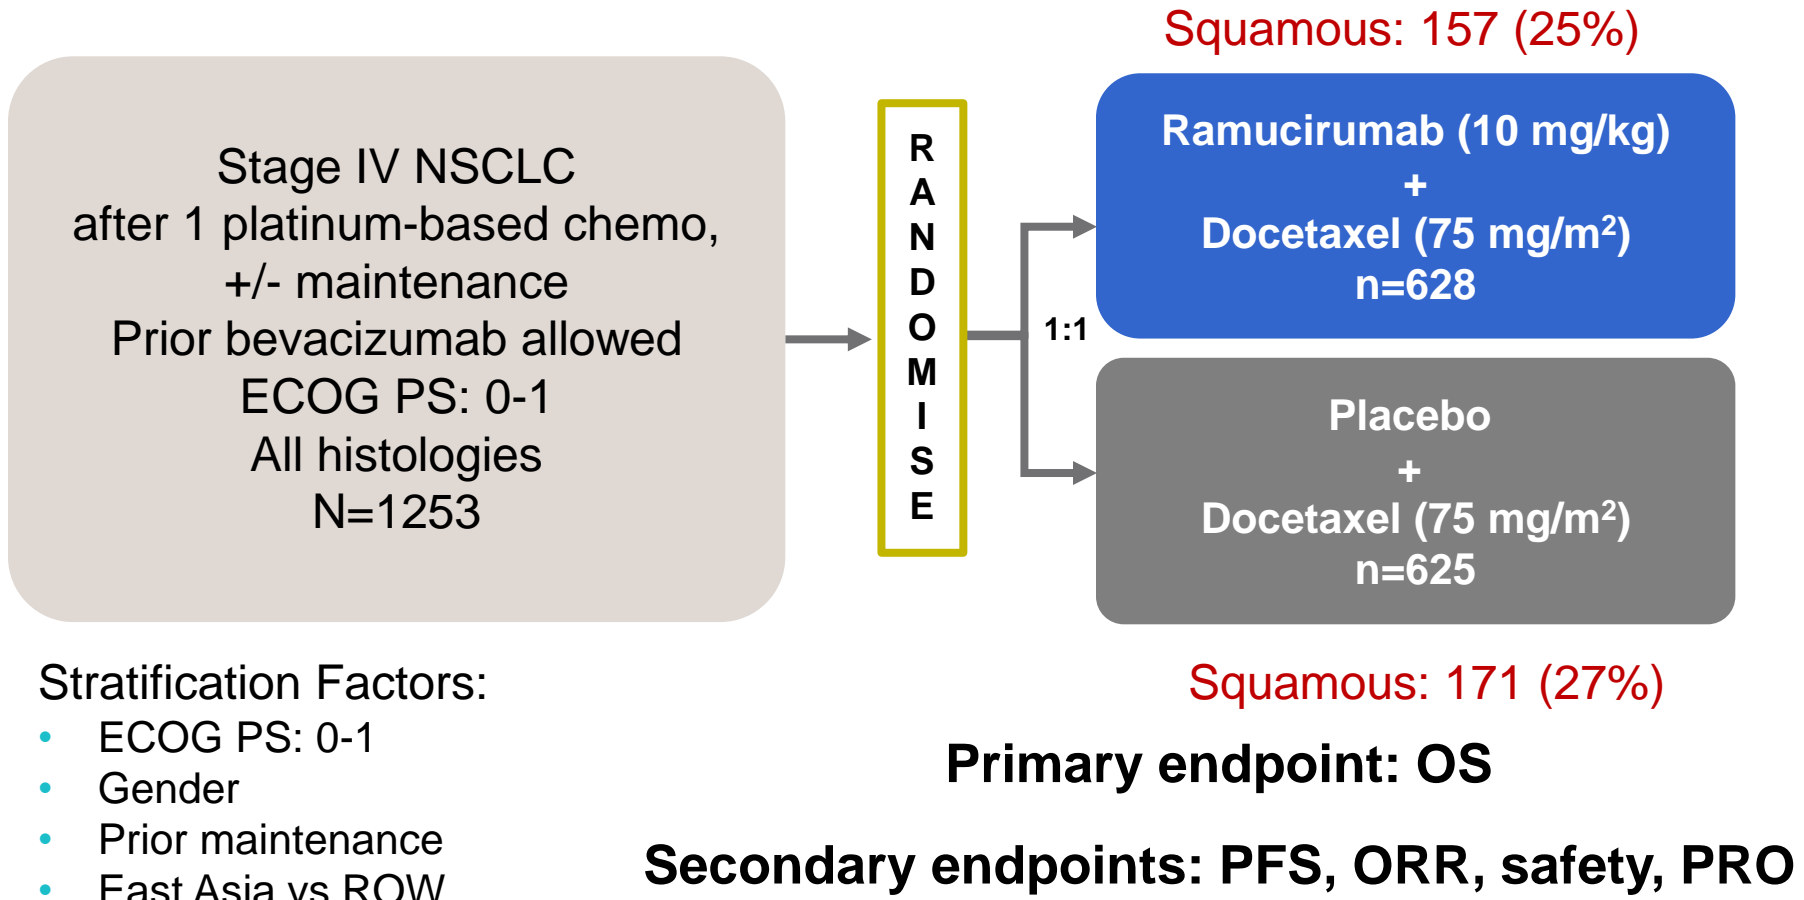 Squamous: 157 (25%)
Stage IV NSCLC
after 1 platinum-based chemo,
+/- maintenance
Prior bevacizumab allowed
ECOG PS: 0-1
All histologies
N=1253
R
A
N
D
O
M
I
S
E
1:1
Ramucirumab (10 mg/kg)
+
Docetaxel (75 mg/m²)
n=628
Placebo
+
Docetaxel (75 mg/m²)
n=625
Squamous: 171 (27%)
Stratification Factors:
• ECOG PS: 0-1
• Gender
• Prior maintenance
• East Asia vs ROW
Primary endpoint: OS
Secondary endpoints: PFS, ORR, safety, PRO